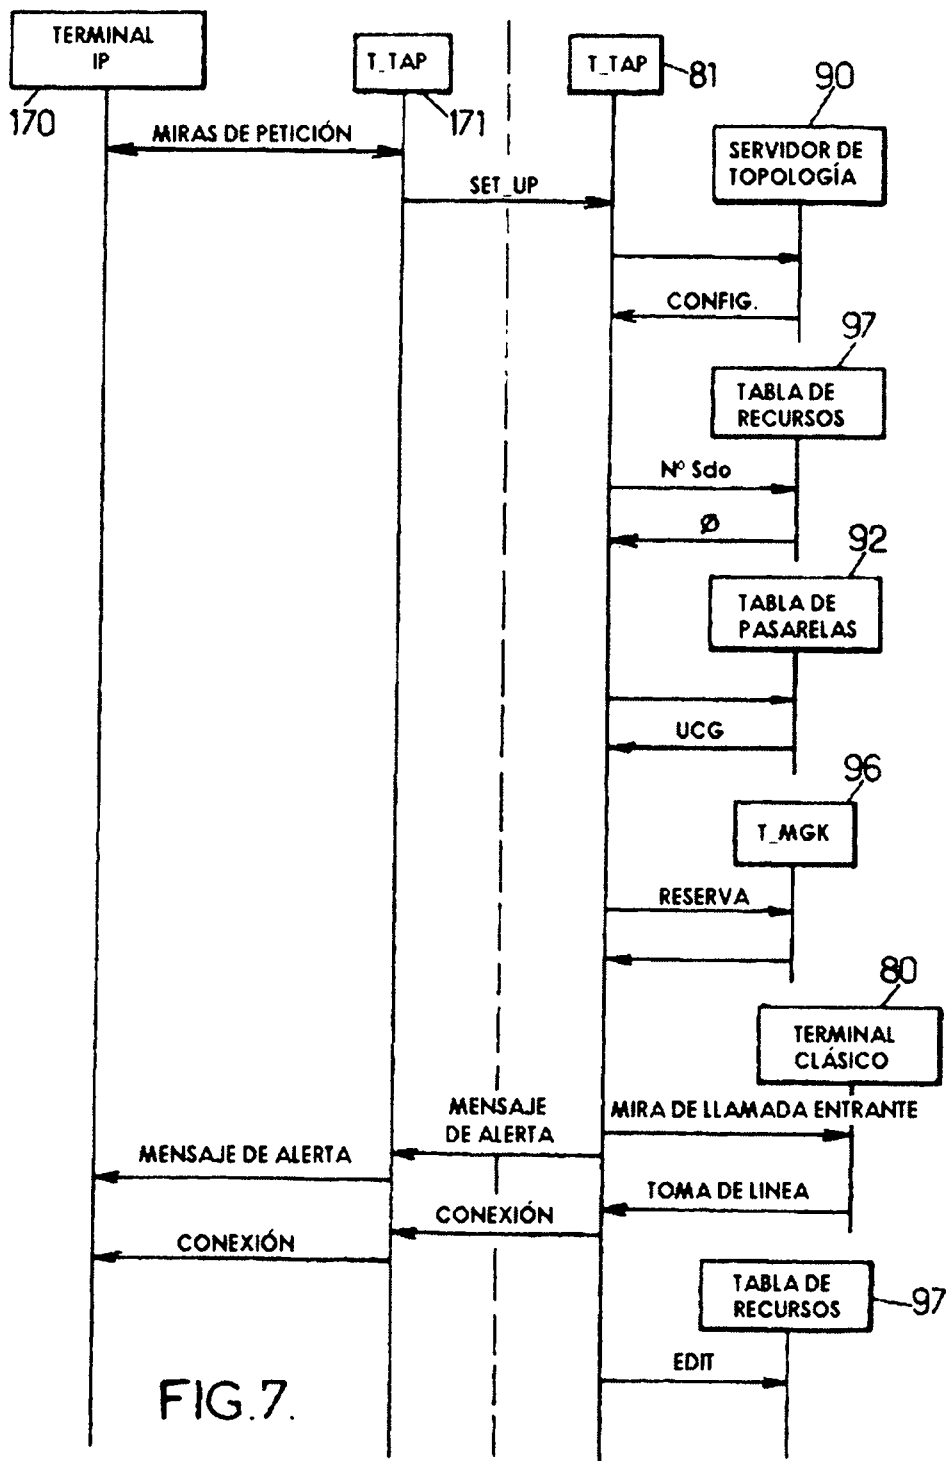 TERMINAL
IP
170
T_TAP
171
T_TAP
81
90
SERVIDOR DE
TOPOLOGÍA
MIRAS DE PETICIÓN
SET_UP
CONFIG.
97
TABLA DE
RECURSOS
Nº Sdo
Ø
92
TABLA DE
PASARELAS
UCG
96
T_MGK
RESERVA
80
TERMINAL
CLÁSICO
MIRA DE LLAMADA ENTRANTE
MENSAJE
DE ALERTA
MENSAJE DE ALERTA
TOMA DE LINEA
CONEXIÓN
CONEXIÓN
TABLA DE
RECURSOS
97
EDIT
FIG.7.